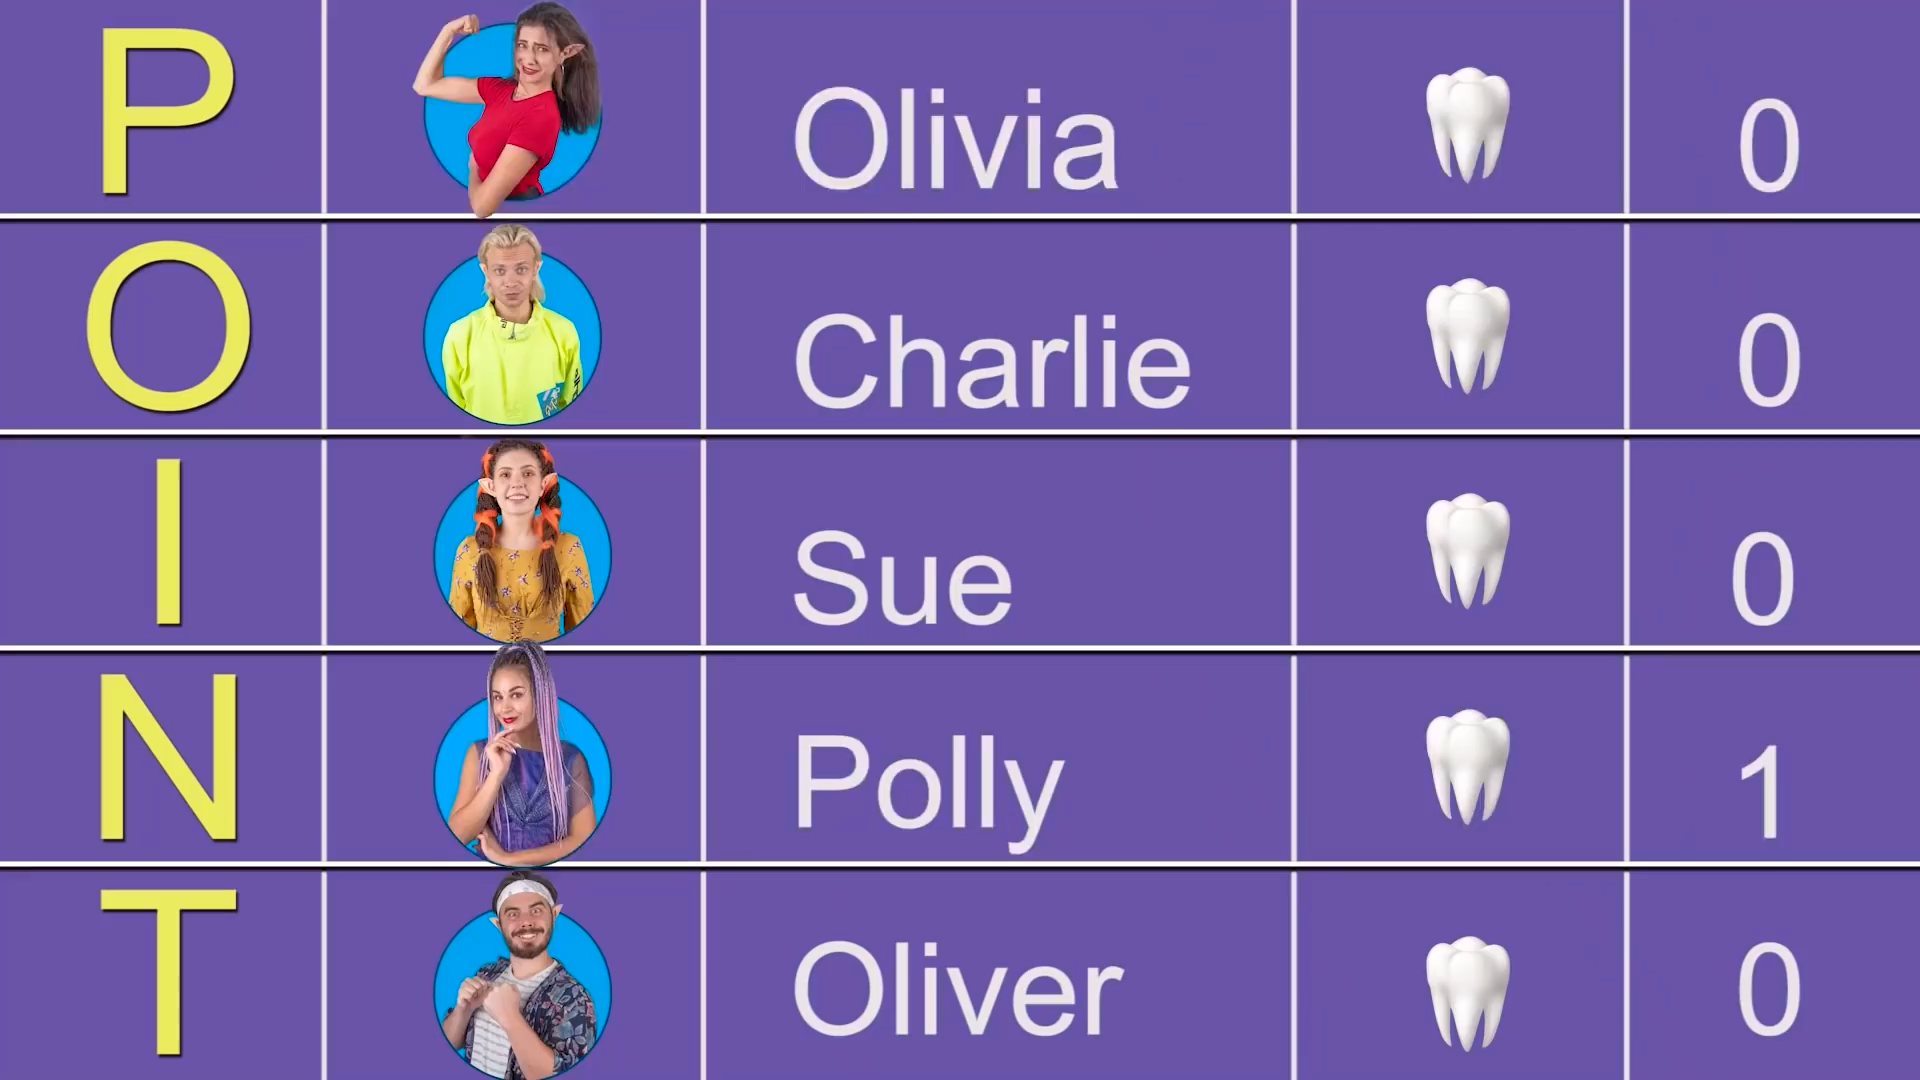 P Olivia 0
O Charlie 0
I Sue 0
N Polly 1
T Oliver 0